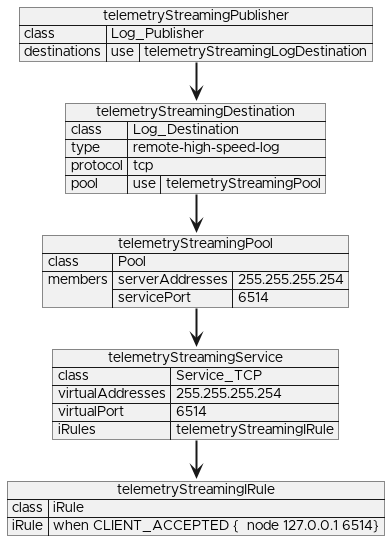 telemetryStreamingPublisher
class Log_Publisher
destinations use telemetryStreamingLogDestination
telemetryStreamingDestination
class Log_Destination
type remote-high-speed-log
protocol tcp
pool use telemetryStreamingPool
telemetryStreamingPool
class Pool
members serverAddresses 255.255.255.254
servicePort 6514
telemetryStreamingService
class Service_TCP
virtualAddresses 255.255.255.254
virtualPort 6514
iRules telemetryStreamingIRule
telemetryStreamingIRule
class iRule
iRule when CLIENT_ACCEPTED {  node 127.0.0.1 6514}